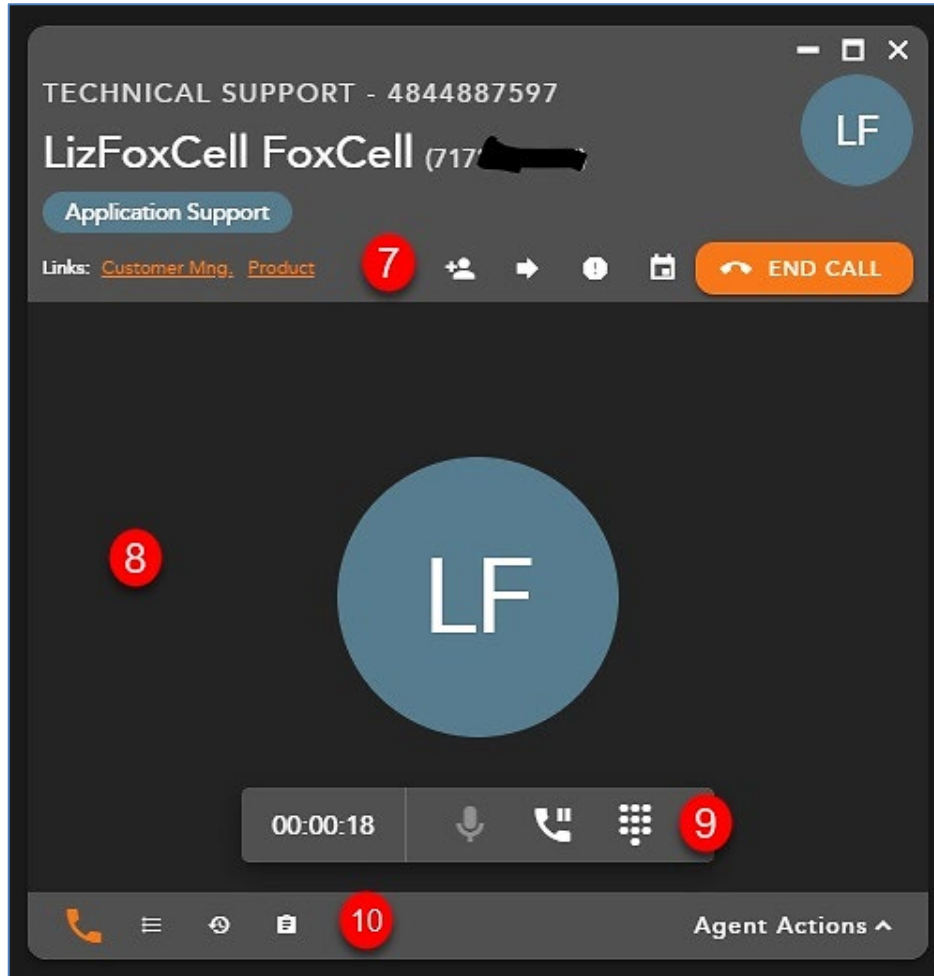 TECHNICAL SUPPORT - 4844887597
LF
LizFoxCell FoxCell (717
Application Support
Links: Customer Mng. Product 7 END CALL
8
LF
00:00:18 9
10 Agent Actions